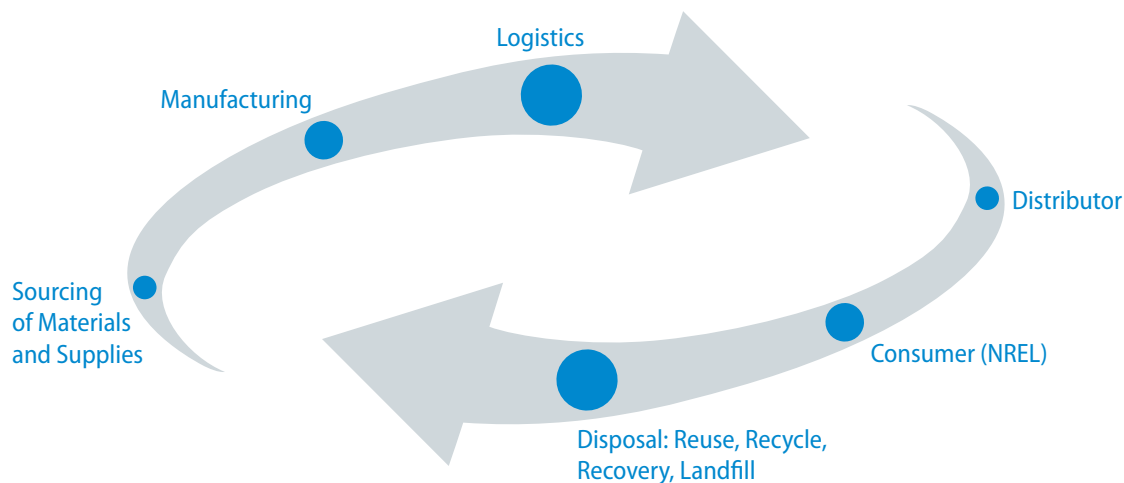 Logistics
Manufacturing
Distributor
Sourcing
of Materials
and Supplies
Consumer (NREL)
Disposal: Reuse, Recycle,
Recovery, Landfill